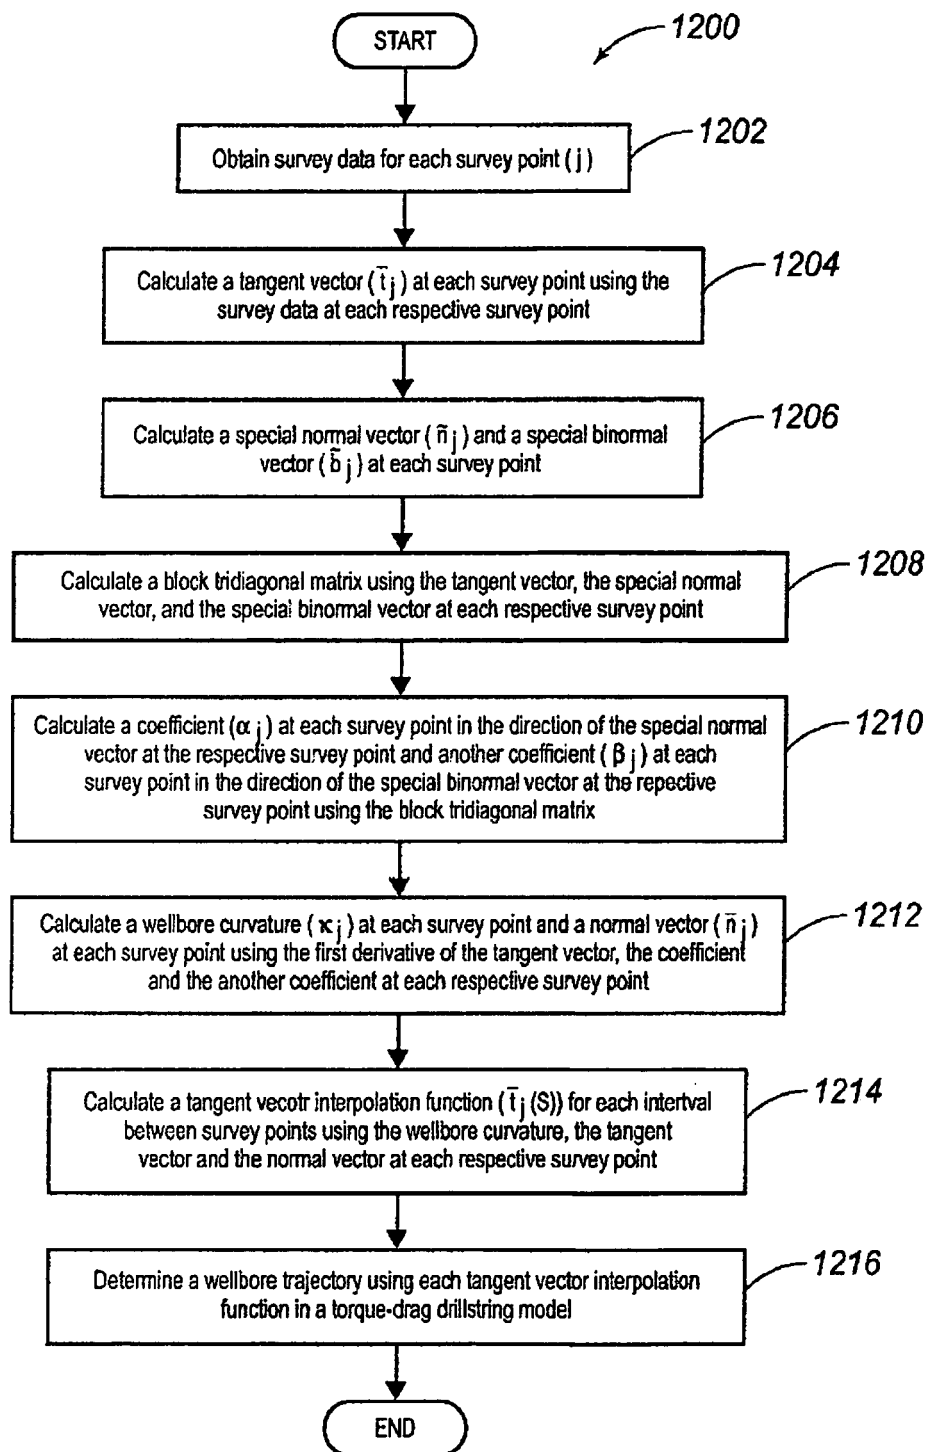 START
1200
1202
Obtain survey data for each survey point ( j )
1204
Calculate a tangent vector ( t̄ j ) at each survey point using the
survey data at each respective survey point
1206
Calculate a special normal vector ( ñ j ) and a special binormal
vector ( b̃ j ) at each survey point
1208
Calculate a block tridiagonal matrix using the tangent vector, the special normal
vector, and the special binormal vector at each respective survey point
1210
Calculate a coefficient (α j ) at each survey point in the direction of the special normal
vector at the respective survey point and another coefficient ( β j ) at each
survey point in the direction of the special binormal vector at the repective
survey point using the block tridiagonal matrix
1212
Calculate a wellbore curvature ( κ j ) at each survey point and a normal vector ( n̄ j )
at each survey point using the first derivative of the tangent vector, the coefficient
and the another coefficient at each respective survey point
1214
Calculate a tangent vecotr interpolation function ( t̄ j (S)) for each intertval
between survey points using the wellbore curvature, the tangent
vector and the normal vector at each respective survey point
1216
Determine a wellbore trajectory using each tangent vector interpolation
function in a torque-drag drillstring model
END